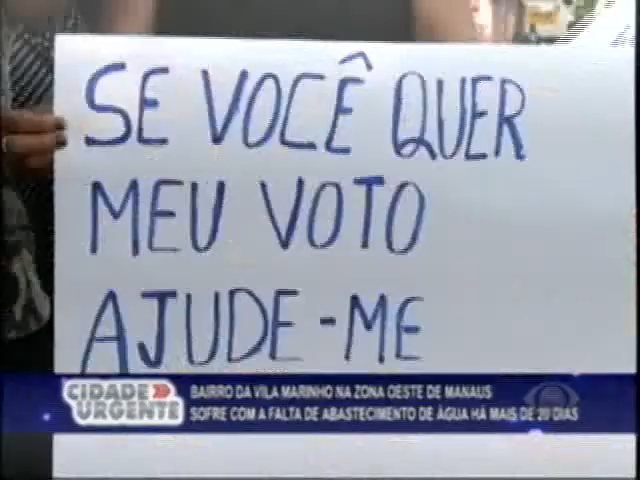 SE VOCÊ QUER
MEU VOTO
AJUDE-ME
CIDADE
URGENTE
BAIRRO DA VILA MARINHO NA ZONA OESTE DE MANAUS
SOFRE COM A FALTA DE ABASTECIMENTO DE ÁGUA HÁ MAIS DE 20 DIAS